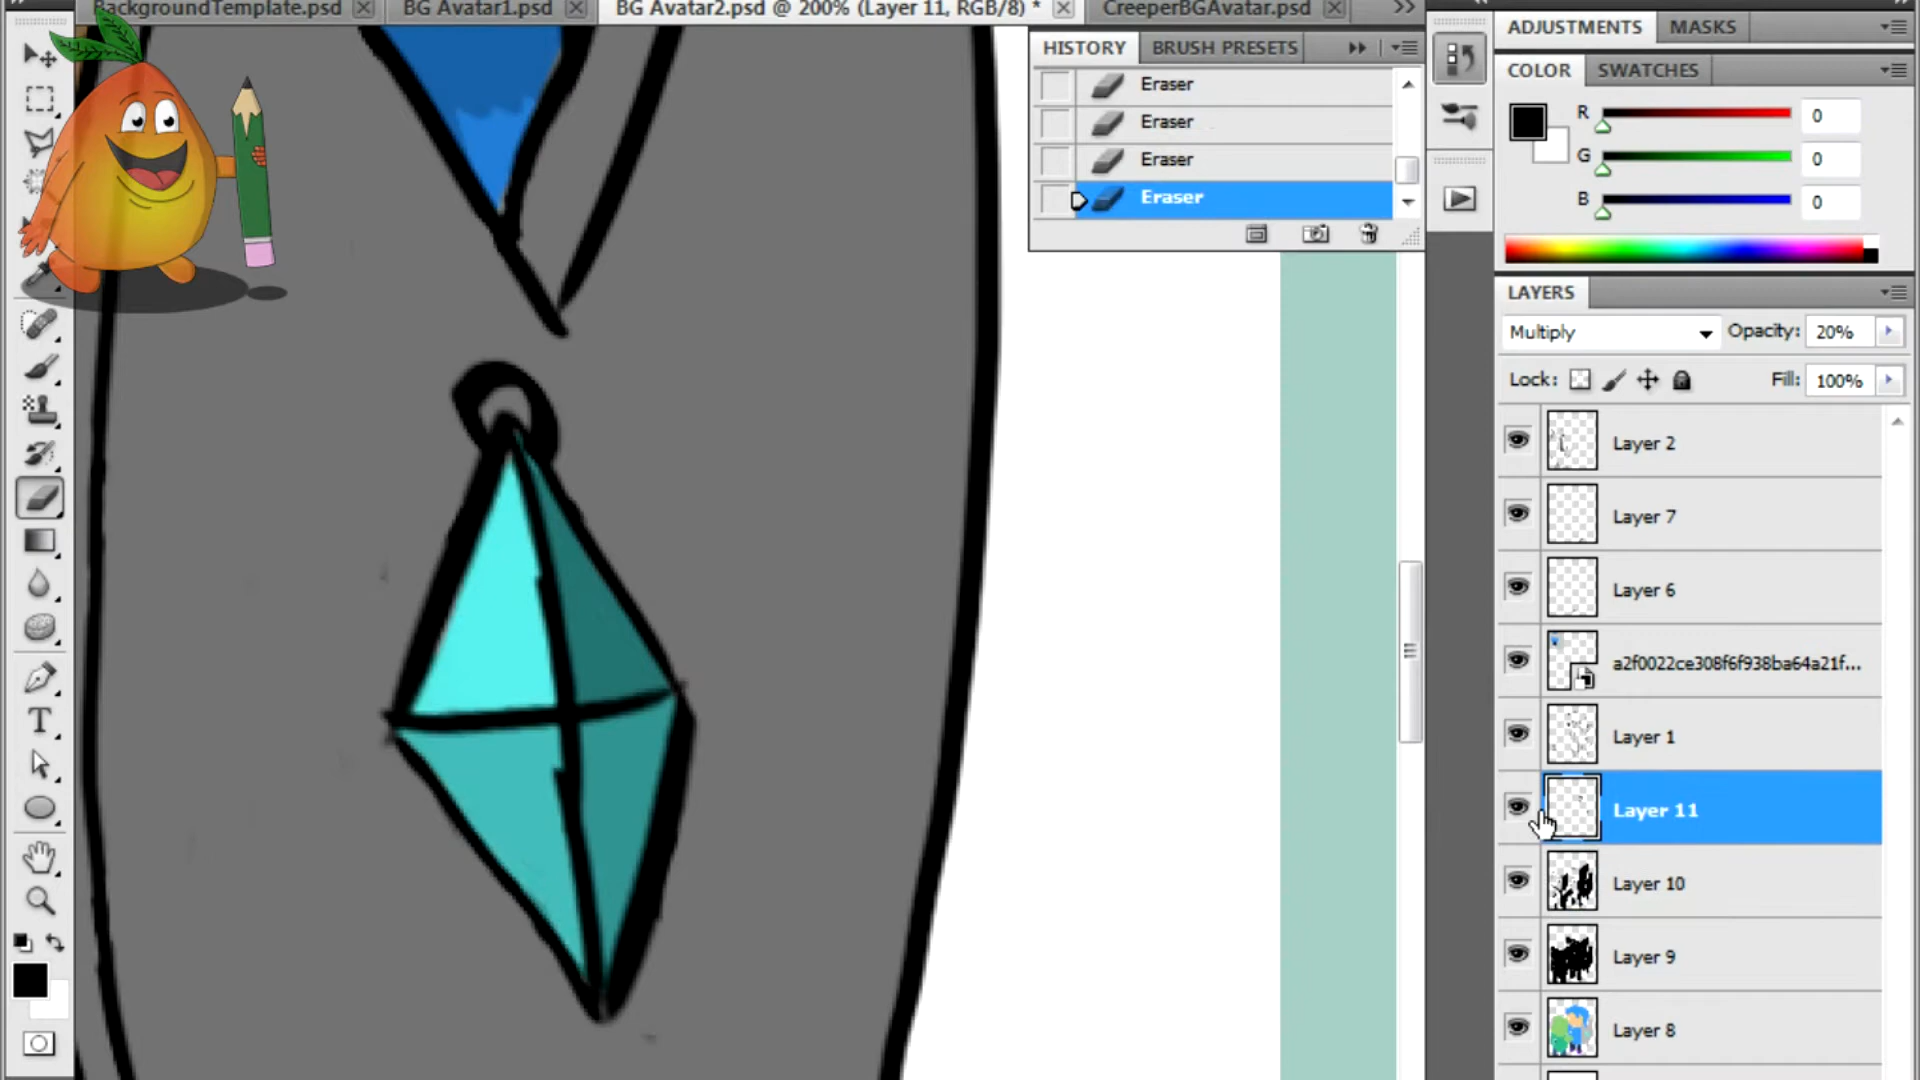 BackgroundTemplate.psd
BG Avatar1.psd
BG Avatar2.psd @ 200% (Layer 11, RGB/8) *
CreeperBGAvatar.psd
HISTORY
BRUSH PRESETS
Eraser
Eraser
Eraser
Eraser
ADJUSTMENTS
MASKS
COLOR
SWATCHES
R
0
G
0
B
0
LAYERS
Multiply
Opacity:
20%
Lock:
Fill:
100%
Layer 2
Layer 7
Layer 6
a2f0022ce308f6f938ba64a21f...
Layer 1
Layer 11
Layer 10
Layer 9
Layer 8